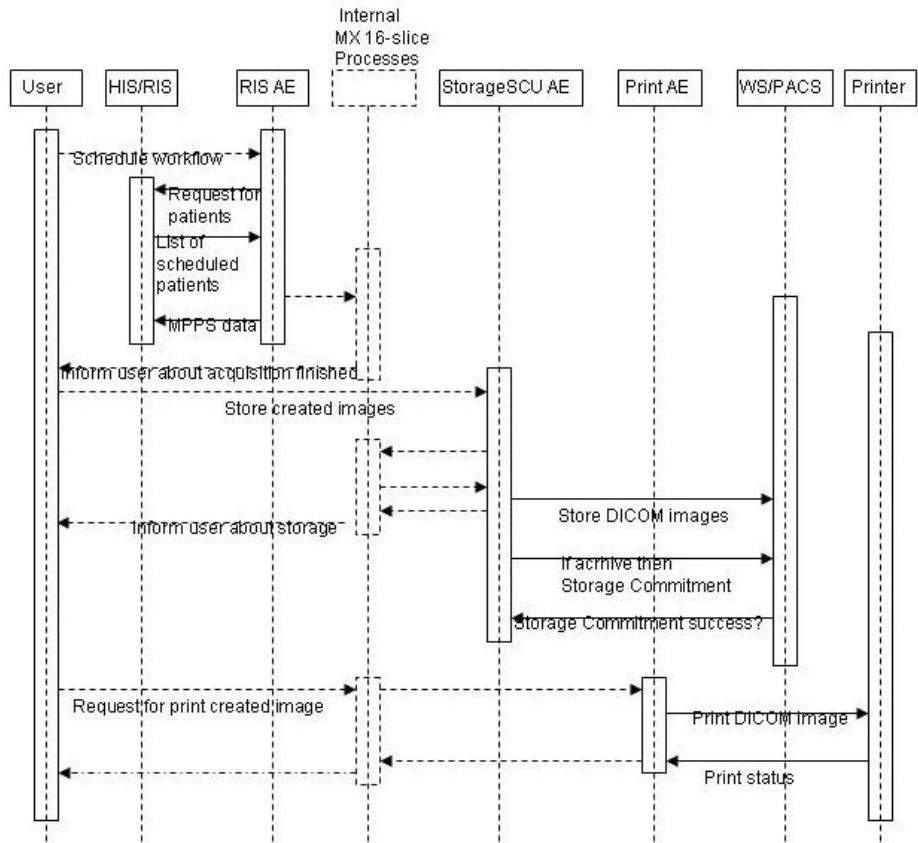 Internal
MX 16-slice
Processes
User
HIS/RIS
RIS AE
StorageSCU AE
Print AE
WS/PACS
Printer
Schedule workflow
Request for
patients
List of
scheduled
patients
MPPS data
Inform user about acquisition finished
Store created images
Inform user about storage
Store DICOM images
If acrhive then
Storage Commitment
Storage Commitment success?
Request for print created image
Print DICOM image
Print status